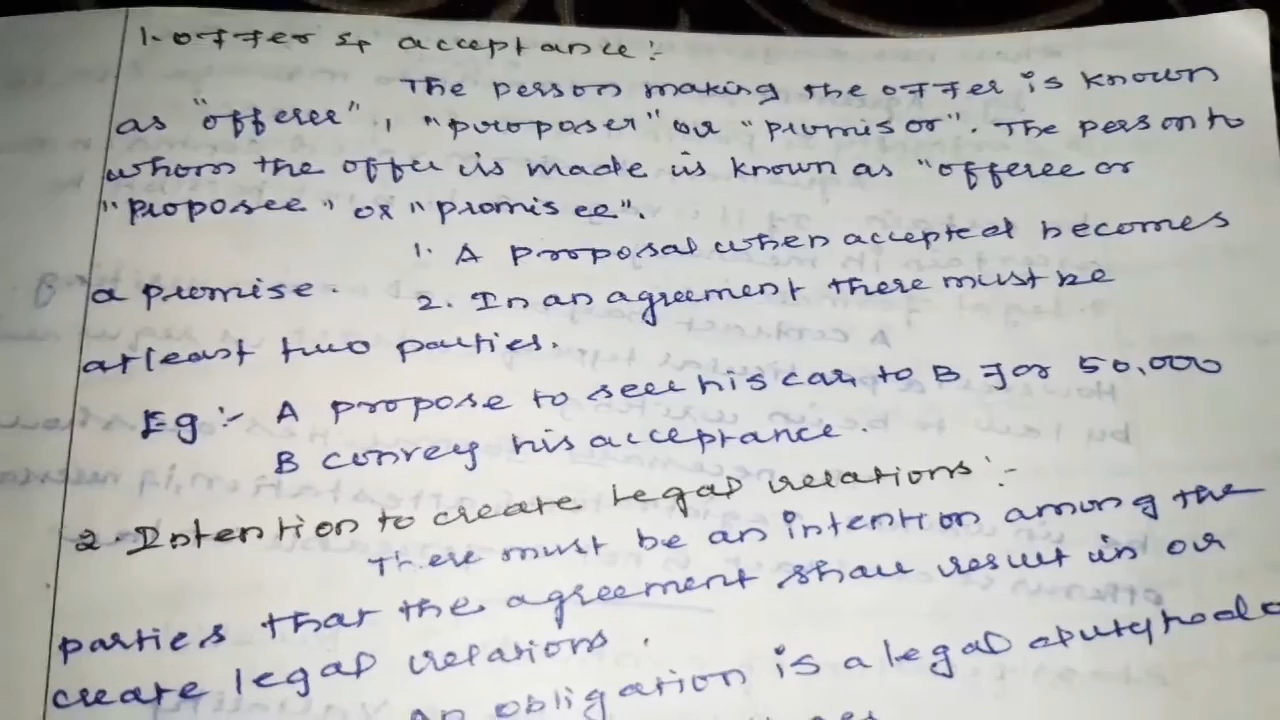 1. offer & acceptance :-
The person making the offer is known
as "offerer", "proposer" or "promisor". The person to
whom the offer is made is known as "offeree or
"proposee" or "promisee".
1. A proposal when accepted becomes
a promise. 2. In an agreement there must be
atleast two parties.
Eg :- A propose to sell his car to B for 50,000
B convey his acceptance.
2. Intention to create legal relations :-
There must be an intention among the
parties that the agreement shall result in or
create legal relations.
An obligation is a legal duty to do